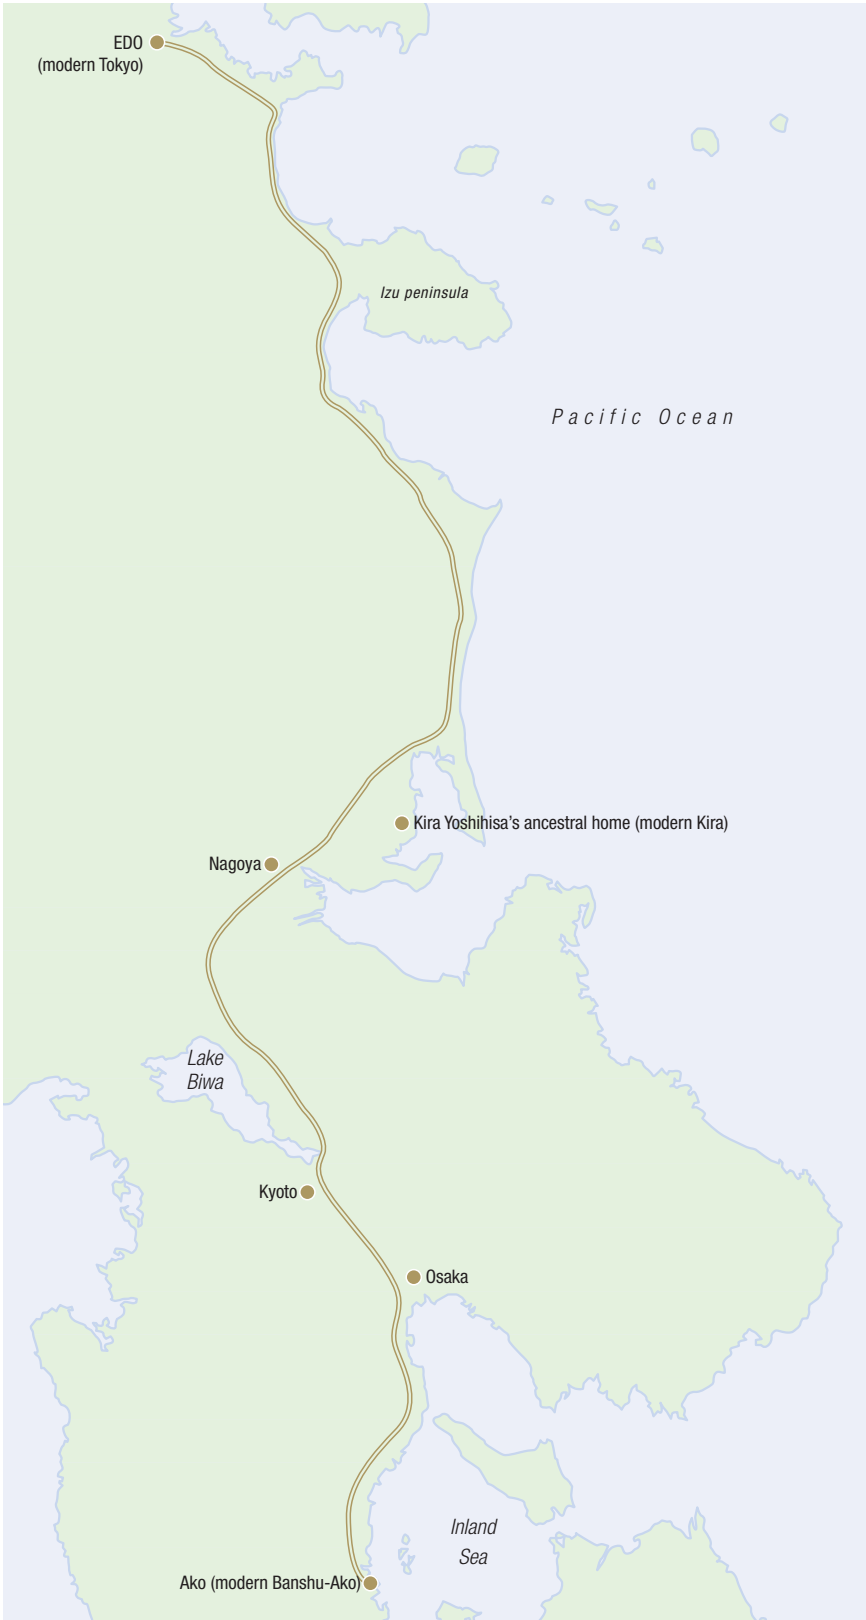 EDO
(modern Tokyo)
Izu peninsula
Pacific Ocean
Kira Yoshihisa’s ancestral home (modern Kira)
Nagoya
Lake
Biwa
Kyoto
Osaka
Inland
Sea
Ako (modern Banshu-Ako)